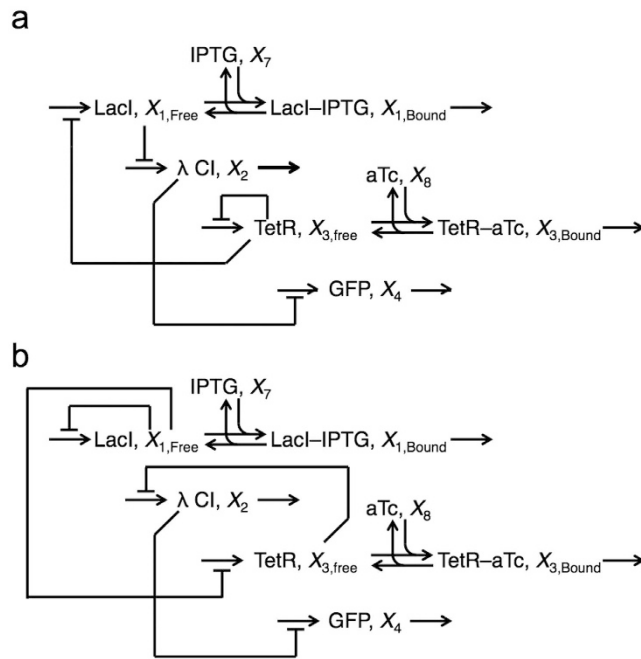 a
IPTG, X7
LacI, X1,Free LacI–IPTG, X1,Bound
λ CI, X2 aTc, X8
TetR, X3,free TetR–aTc, X3,Bound
GFP, X4
b
IPTG, X7
LacI, X1,Free LacI–IPTG, X1,Bound
λ CI, X2 aTc, X8
TetR, X3,free TetR–aTc, X3,Bound
GFP, X4